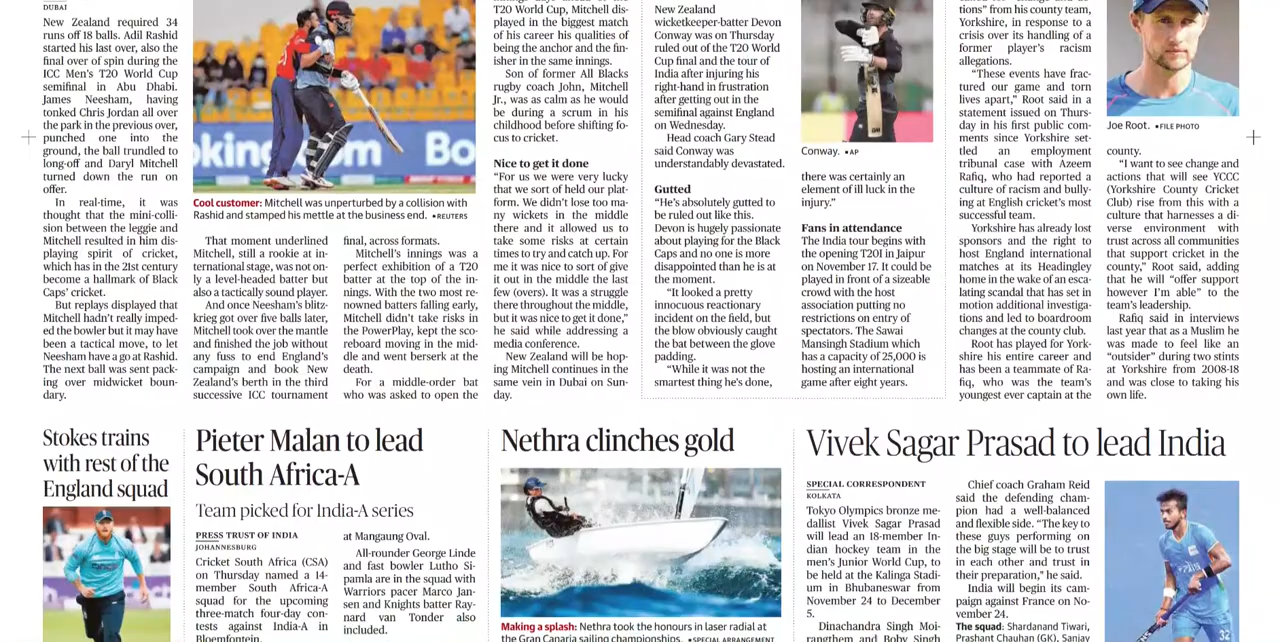 DUBAI
New Zealand required 34
runs off 18 balls. Adil Rashid
started his last over, also the
final over of spin during the
ICC Men's T20 World Cup
semifinal in Abu Dhabi.
James Neesham, having
tonked Chris Jordan all over
the park in the previous over,
punched one into the
ground, the ball trundled to
long-off and Daryl Mitchell
turned down the run on
offer.
In real-time, it was
thought that the mini-colli-
sion between the leggie and
Mitchell resulted in him dis-
playing spirit of cricket,
which has in the 21st century
become a hallmark of Black
Caps' cricket.
But replays displayed that
Mitchell hadn't really imped-
ed the bowler but it may have
been a tactical move, to let
Neesham have a go at Rashid.
The next ball was sent pack-
ing over midwicket boun-
dary.
oking.com Bo
Cool customer: Mitchell was unperturbed by a collision with
Rashid and stamped his mettle at the business end. •REUTERS
That moment underlined
Mitchell, still a rookie at in-
ternational stage, was not on-
ly a level-headed batter but
also a tactically sound player.
And once Neesham's blitz-
krieg got over five balls later,
Mitchell took over the mantle
and finished the job without
any fuss to end England's
campaign and book New
Zealand's berth in the third
successive ICC tournament
final, across formats.
Mitchell's innings was a
perfect exhibition of a T20
batter at the top of the in-
nings. With the two most re-
nowned batters falling early,
Mitchell didn't take risks in
the PowerPlay, kept the sco-
reboard moving in the mid-
dle and went berserk at the
death.
For a middle-order bat
who was asked to open the
T20 World Cup, Mitchell dis-
played in the biggest match
of his career his qualities of
being the anchor and the fin-
isher in the same innings.
Son of former All Blacks
rugby coach John, Mitchell
Jr., was as calm as he would
be during a scrum in his
childhood before shifting fo-
cus to cricket.
Nice to get it done
"For us we were very lucky
that we sort of held our plat-
form. We didn't lose too ma-
ny wickets in the middle
there and it allowed us to
take some risks at certain
times to try and catch up. For
me it was nice to sort of give
it out in the middle the last
few (overs). It was a struggle
there throughout the middle,
but it was nice to get it done,"
he said while addressing a
media conference.
New Zealand will be hop-
ing Mitchell continues in the
same vein in Dubai on Sun-
day.
New Zealand
wicketkeeper-batter Devon
Conway was on Thursday
ruled out of the T20 World
Cup final and the tour of
India after injuring his
right-hand in frustration
after getting out in the
semifinal against England
on Wednesday.
Head coach Gary Stead
said Conway was
understandably devastated.
Gutted
"He's absolutely gutted to
be ruled out like this.
Devon is hugely passionate
about playing for the Black
Caps and no one is more
disappointed than he is at
the moment.
"It looked a pretty
innocuous reactionary
incident on the field, but
the blow obviously caught
the bat between the glove
padding.
"While it was not the
smartest thing he's done,
Conway. •AP
there was certainly an
element of ill luck in the
injury."
Fans in attendance
The India tour begins with
the opening T20I in Jaipur
on November 17. It could be
played in front of a sizeable
crowd with the host
association putting no
restrictions on entry of
spectators. The Sawai
Mansingh Stadium which
has a capacity of 25,000 is
hosting an international
game after eight years.
tions" from his county team,
Yorkshire, in response to a
crisis over its handling of a
former player's racism
allegations.
"These events have frac-
tured our game and torn
lives apart," Root said in a
statement issued on Thurs-
day in his first public com-
ments since Yorkshire set-
tled an employment
tribunal case with Azeem
Rafiq, who had reported a
culture of racism and bully-
ing at English cricket's most
successful team.
Yorkshire has already lost
sponsors and the right to
host England international
matches at its Headingley
home in the wake of an esca-
lating scandal that has set in
motion additional investiga-
tions and led to boardroom
changes at the county club.
Root has played for York-
shire his entire career and
has been a teammate of Ra-
fiq, who was the team's
youngest ever captain at the
Joe Root. •FILE PHOTO
county.
"I want to see change and
actions that will see YCCC
(Yorkshire County Cricket
Club) rise from this with a
culture that harnesses a di-
verse environment with
trust across all communities
that support cricket in the
county," Root said, adding
that he will "offer support
however I'm able" to the
team's leadership.
Rafiq said in interviews
last year that as a Muslim he
was made to feel like an
"outsider" during two stints
at Yorkshire from 2008-18
and was close to taking his
own life.
Stokes trains
with rest of the
England squad
Pieter Malan to lead
South Africa-A
Team picked for India-A series
PRESS TRUST OF INDIA
JOHANNESBURG
Cricket South Africa (CSA)
on Thursday named a 14-
member South Africa-A
squad for the upcoming
three-match four-day con-
tests against India-A in
Bloemfontein.
at Mangaung Oval.
All-rounder George Linde
and fast bowler Lutho Si-
pamla are in the squad with
Warriors pacer Marco Jan-
sen and Knights batter Ray-
nard van Tonder also
included.
Nethra clinches gold
Making a splash: Nethra took the honours in laser radial at
the Gran Canaria sailing championships. •SPECIAL ARRANGEMENT
Vivek Sagar Prasad to lead India
SPECIAL CORRESPONDENT
KOLKATA
Tokyo Olympics bronze me-
dallist Vivek Sagar Prasad
will lead an 18-member In-
dian hockey team in the
men's Junior World Cup, to
be held at the Kalinga Stadi-
um in Bhubaneswar from
November 24 to December
5.
Dinachandra Singh Moi-
rangthem and Boby Singh
Chief coach Graham Reid
said the defending cham-
pion had a well-balanced
and flexible side. "The key to
these guys performing on
the big stage will be to trust
in each other and trust in
their preparation," he said.
India will begin its cam-
paign against France on No-
vember 24.
The squad: Shardanand Tiwari,
Prashant Chauhan (GK), Sanjay
32